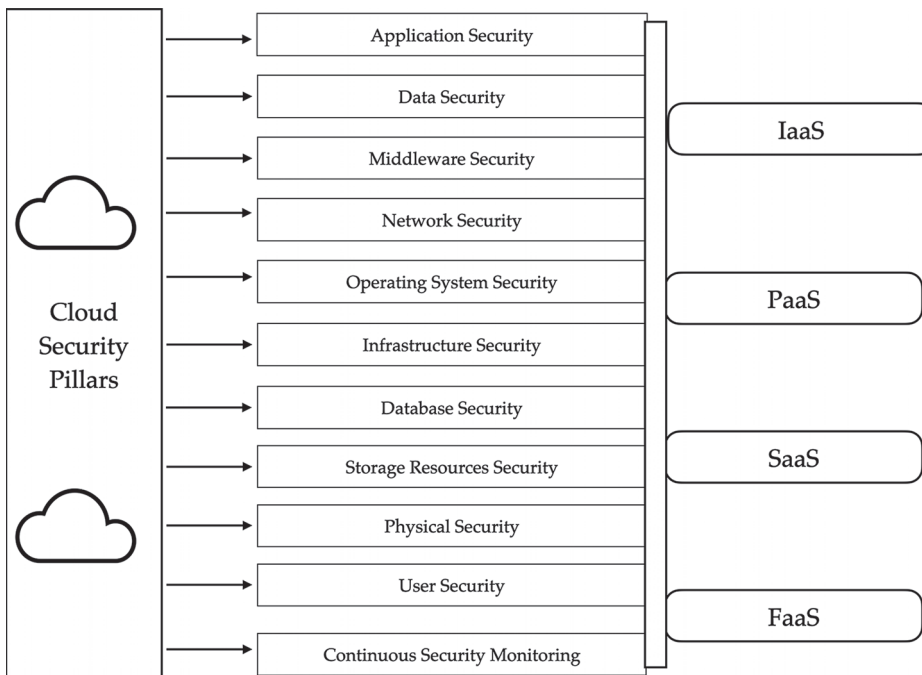 Cloud
Security
Pillars
Application Security
Data Security
Middleware Security
Network Security
Operating System Security
Infrastructure Security
Database Security
Storage Resources Security
Physical Security
User Security
Continuous Security Monitoring
IaaS
PaaS
SaaS
FaaS